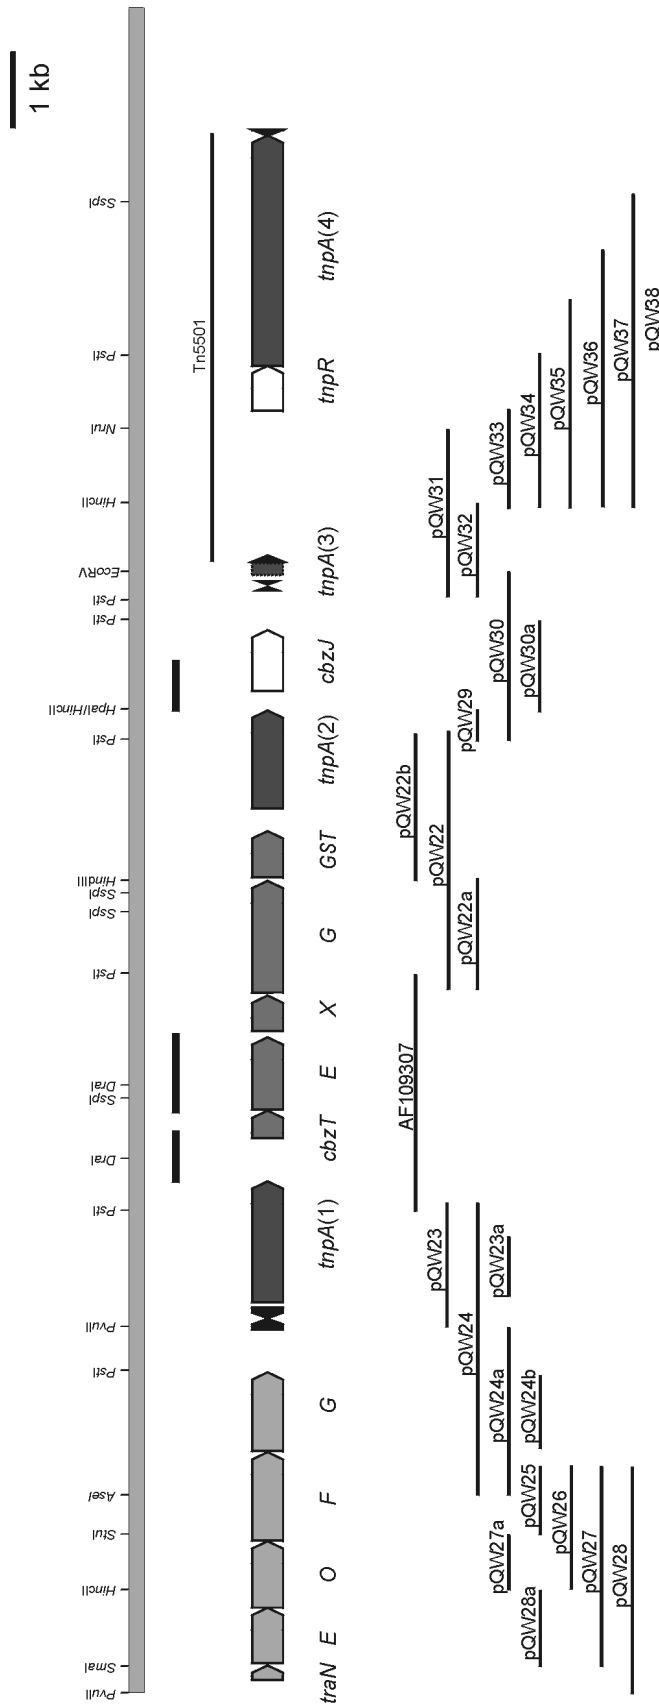 1 kb
PvuII
SmaI
HincII
StuI
AseI
PstI
PvuII
PstI
DraI
SspI
DraI
PstI
SspI
SspI
HindIII
PstI
HpaI/HincII
PstI
PstI
EcoRV
HincII
NruI
PstI
SspI
Tn5501
traN E O F G tnpA(1) cbzT E X G GST tnpA(2) cbzJ tnpA(3) tnpR tnpA(4)
AF109307
pQW22b
pQW23
pQW22
pQW31
pQW24
pQW22a
pQW29
pQW32
pQW27a
pQW24a
pQW23a
pQW30
pQW33
pQW28a
pQW25
pQW24b
pQW30a
pQW34
pQW26
pQW35
pQW27
pQW36
pQW28
pQW37
pQW38